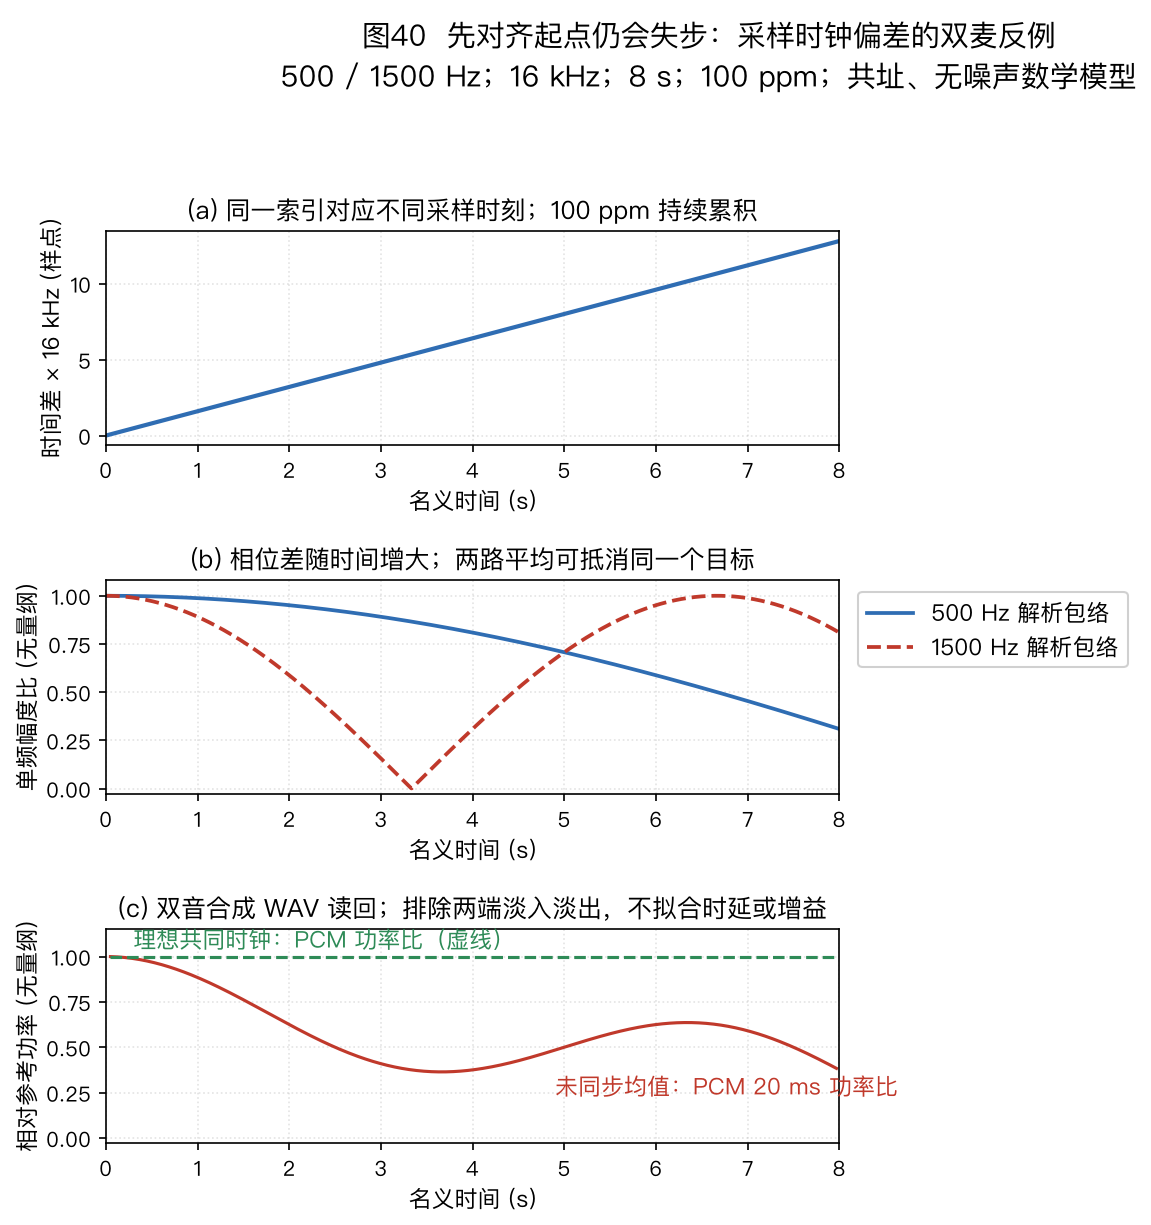 图40 先对齐起点仍会失步：采样时钟偏差的双麦反例
500 / 1500 Hz；16 kHz；8 s；100 ppm；共址、无噪声数学模型
(a) 同一索引对应不同采样时刻；100 ppm 持续累积
时间差 × 16 kHz (样点)
10
5
0
0 1 2 3 4 5 6 7 8
名义时间 (s)
(b) 相位差随时间增大；两路平均可抵消同一个目标
单频幅度比 (无量纲)
1.00
0.75
0.50
0.25
0.00
500 Hz 解析包络
1500 Hz 解析包络
0 1 2 3 4 5 6 7 8
名义时间 (s)
(c) 双音合成 WAV 读回；排除两端淡入淡出，不拟合时延或增益
相对参考功率 (无量纲)
理想共同时钟：PCM 功率比（虚线）
1.00
0.75
0.50
0.25
0.00
未同步均值：PCM 20 ms 功率比
0 1 2 3 4 5 6 7 8
名义时间 (s)